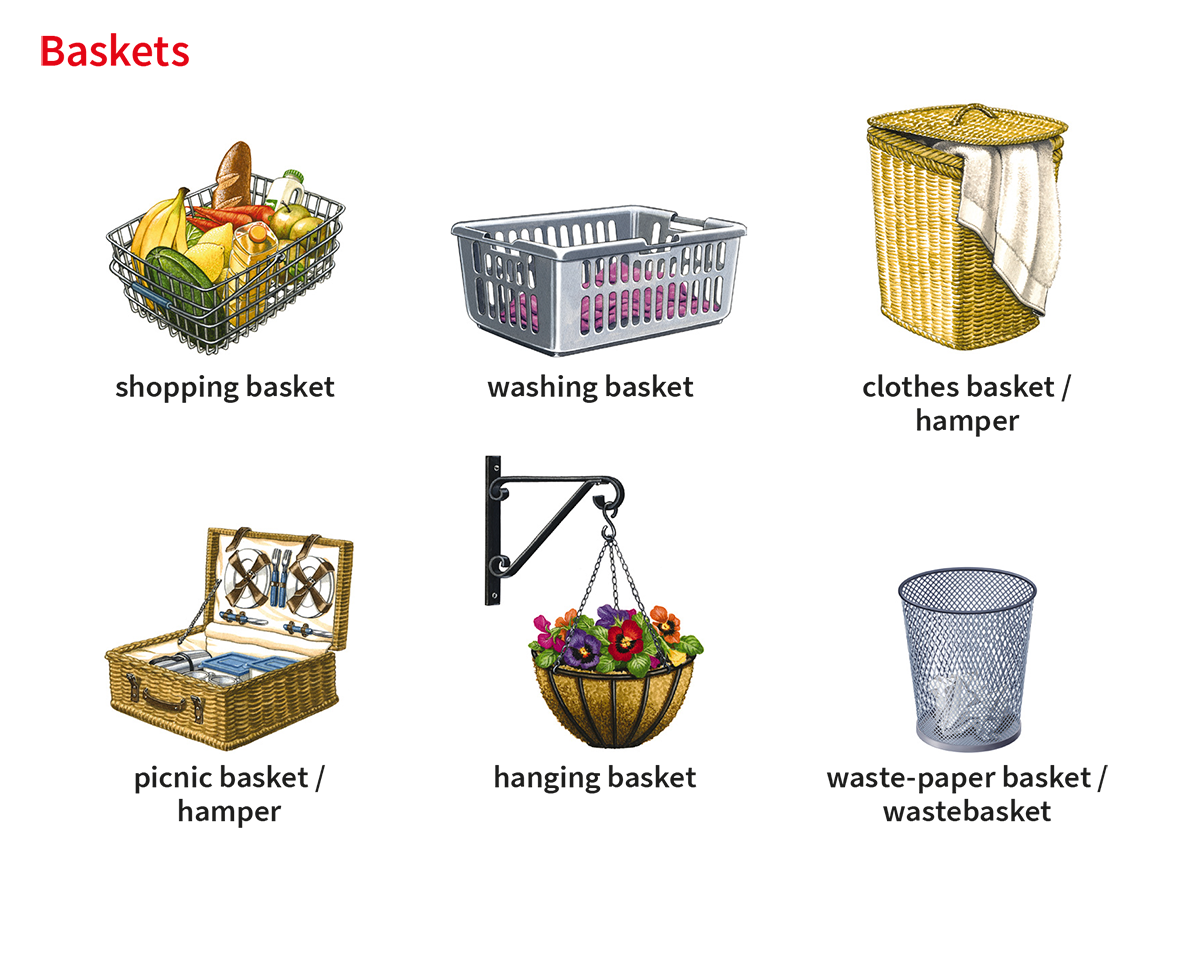 Baskets
shopping basket
washing basket
clothes basket /
hamper
picnic basket /
hamper
hanging basket
waste-paper basket /
wastebasket